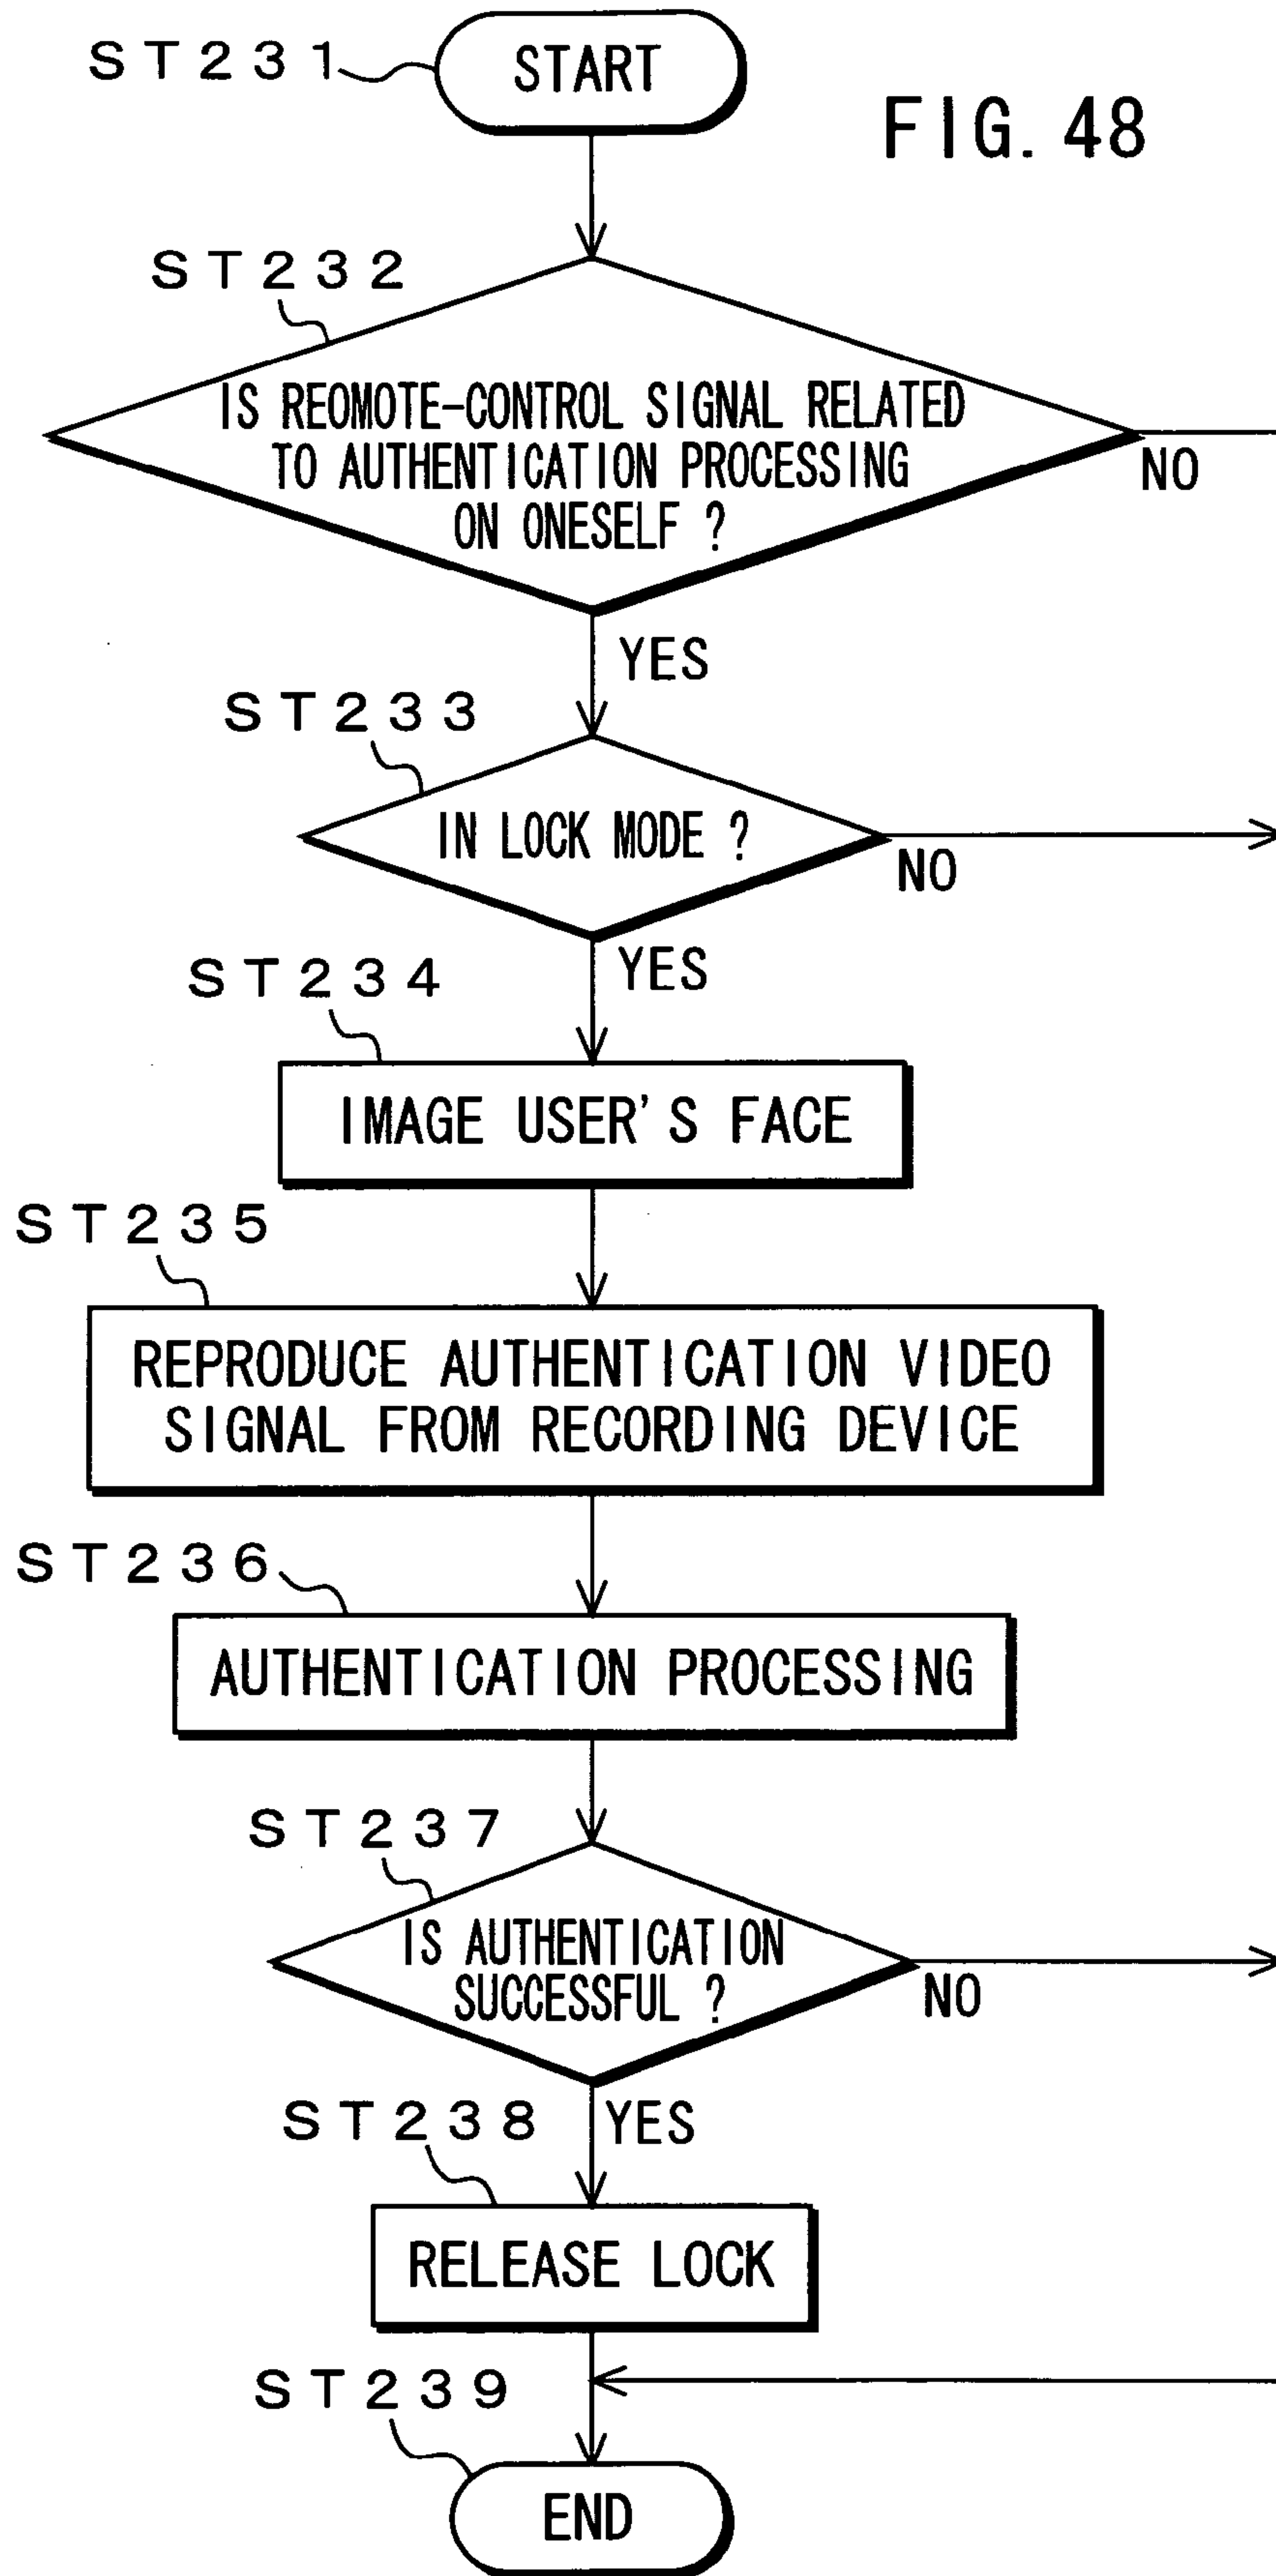 ST231
START
FIG. 48
ST232
IS REOMOTE-CONTROL SIGNAL RELATED
TO AUTHENTICATION PROCESSING
ON ONESELF ?
NO
YES
ST233
IN LOCK MODE ?
NO
YES
ST234
IMAGE USER'S FACE
ST235
REPRODUCE AUTHENTICATION VIDEO
SIGNAL FROM RECORDING DEVICE
ST236
AUTHENTICATION PROCESSING
ST237
IS AUTHENTICATION
SUCCESSFUL ?
NO
YES
ST238
RELEASE LOCK
ST239
END